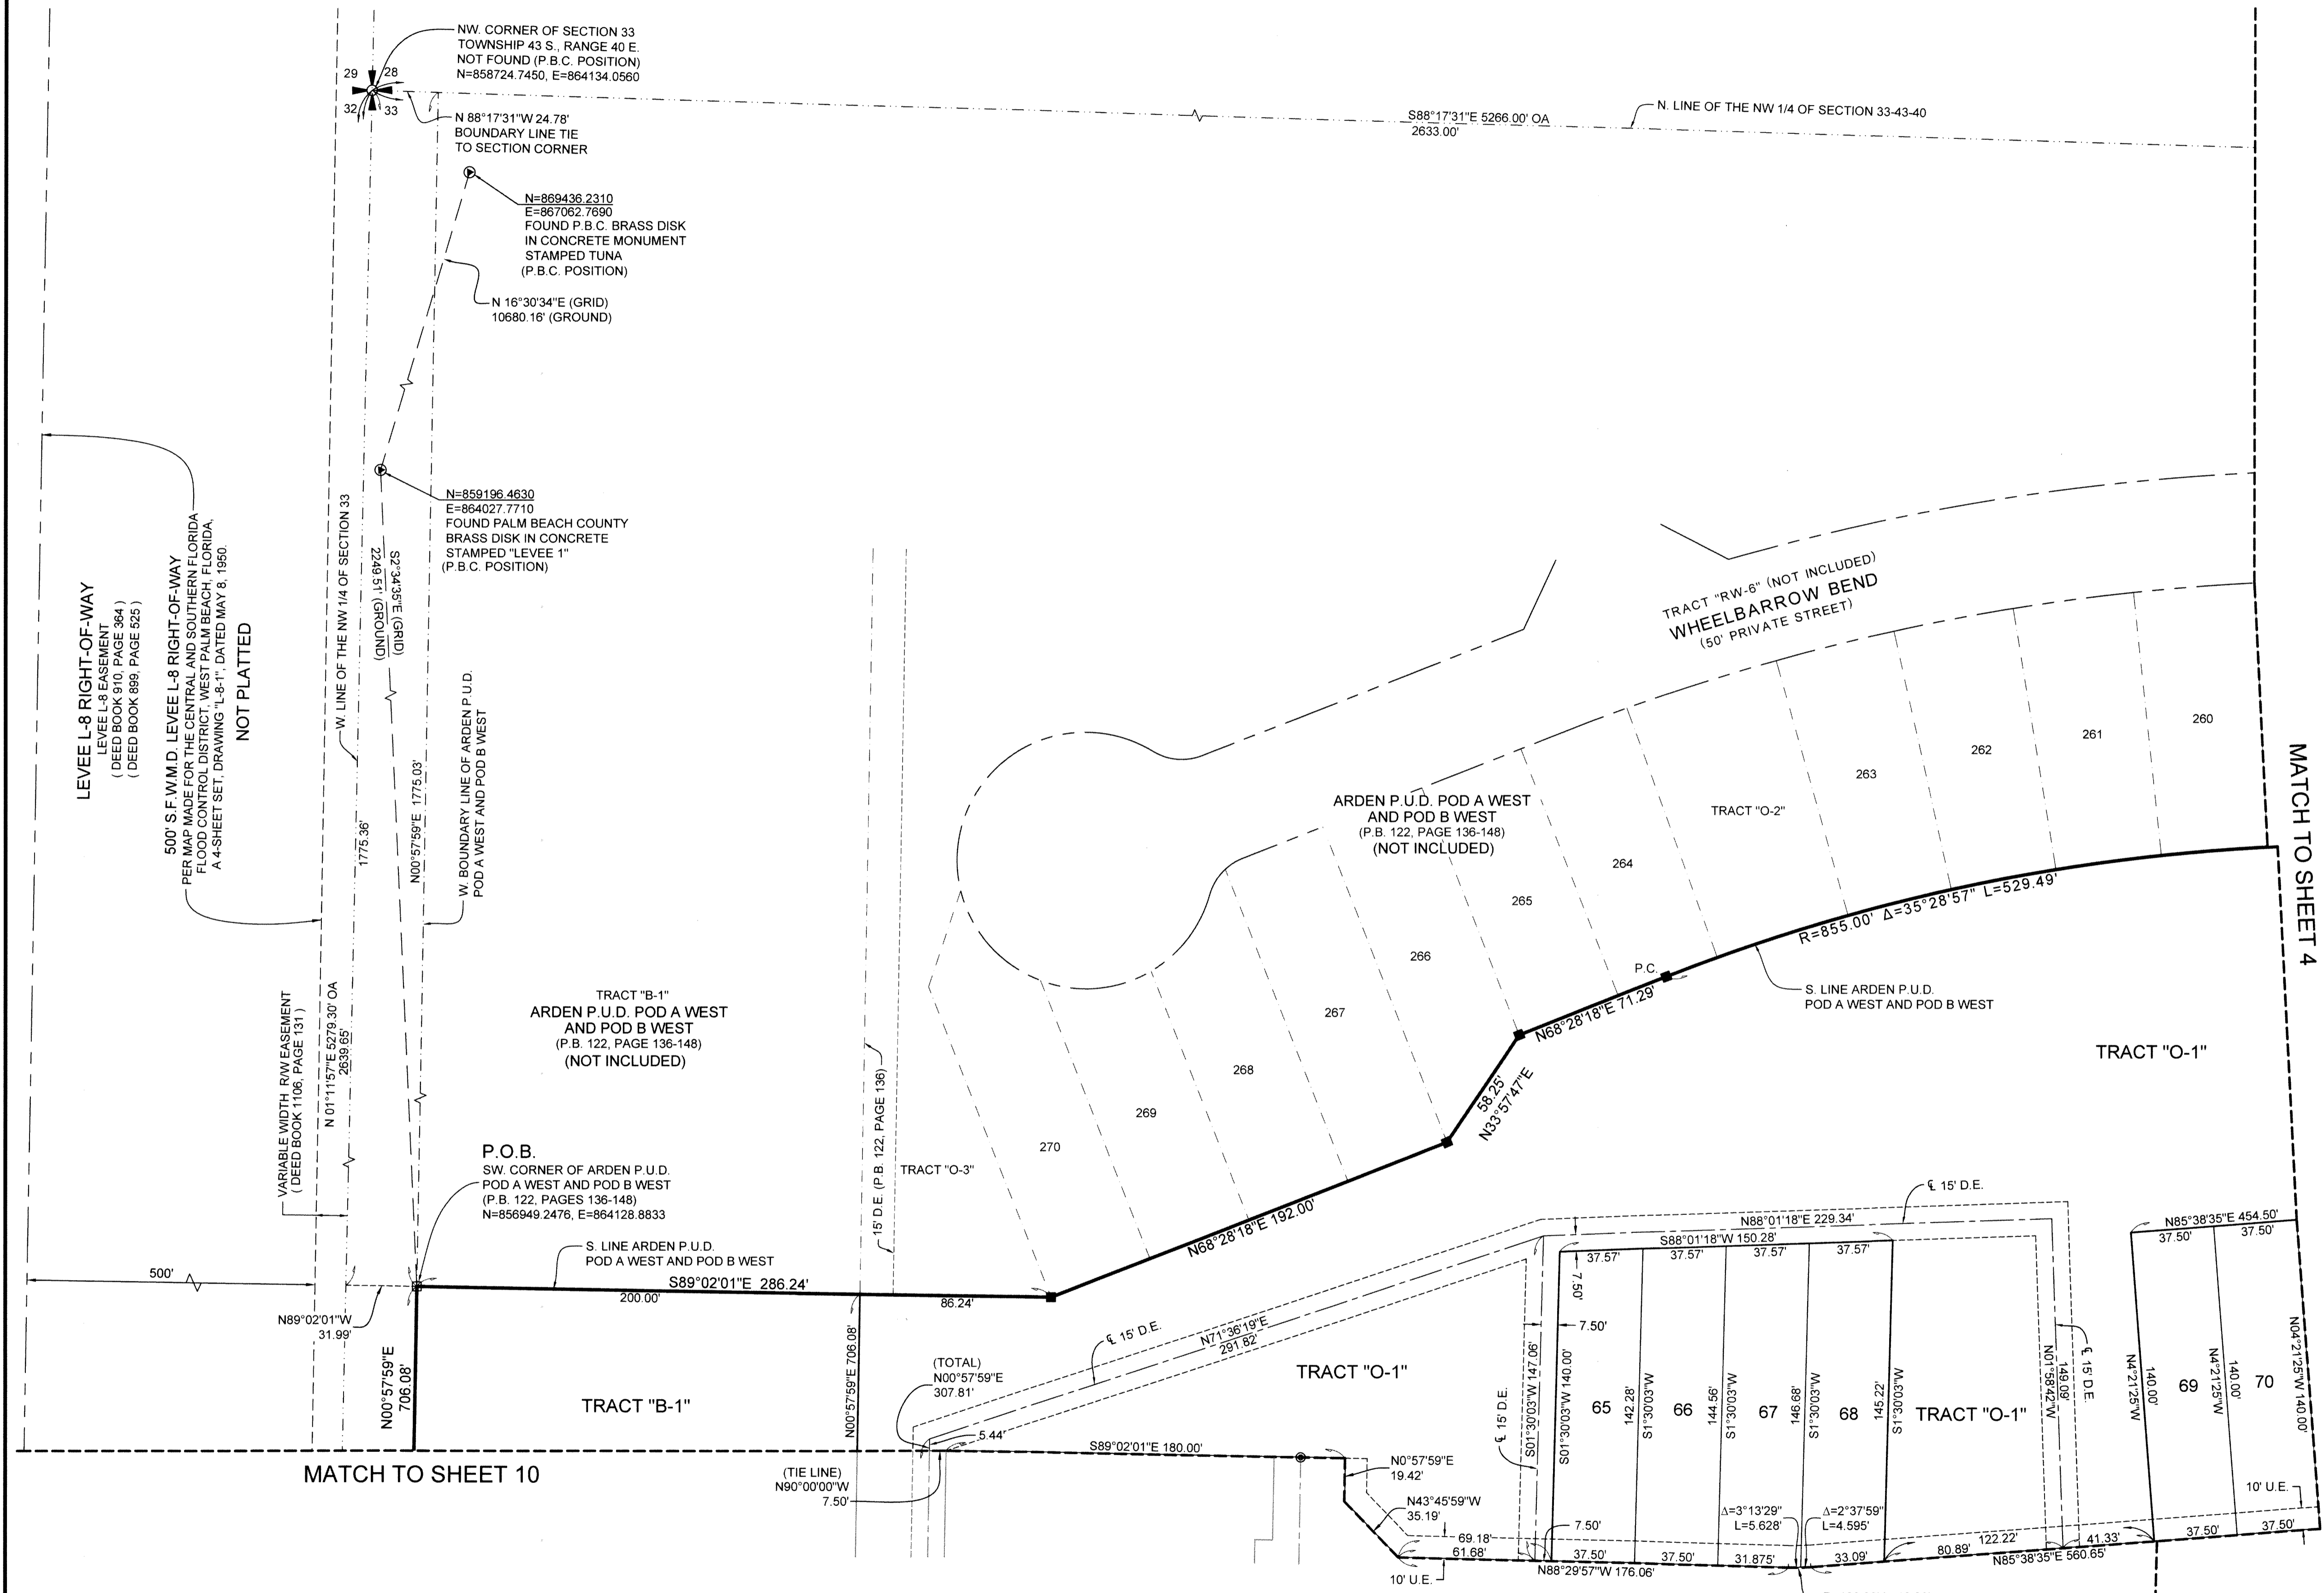 NW. CORNER OF SECTION 33
TOWNSHIP 43 S., RANGE 40 E.
NOT FOUND (P.B.C. POSITION)
N=858724.7450, E=864134.0560
29
28
32
33
N 88°17'31"W 24.78'
BOUNDARY LINE TIE
TO SECTION CORNER
S88°17'31"E 5266.00' OA
2633.00'
N. LINE OF THE NW 1/4 OF SECTION 33-43-40
N=869436.2310
E=867062.7690
FOUND P.B.C. BRASS DISK
IN CONCRETE MONUMENT
STAMPED TUNA
(P.B.C. POSITION)
N 16°30'34"E (GRID)
10680.16' (GROUND)
N=859196.4630
E=864027.7710
FOUND PALM BEACH COUNTY
BRASS DISK IN CONCRETE
STAMPED "LEVEE 1"
(P.B.C. POSITION)
LEVEE L-8 RIGHT-OF-WAY
LEVEE L-8 EASEMENT
( DEED BOOK 910, PAGE 364 )
( DEED BOOK 899, PAGE 525 )
500' S.F.W.M.D. LEVEE L-8 RIGHT-OF-WAY
PER MAP MADE FOR THE CENTRAL AND SOUTHERN FLORIDA
FLOOD CONTROL DISTRICT, WEST PALM BEACH, FLORIDA,
A 4-SHEET SET, DRAWING "L-8-1", DATED MAY 8, 1950.
NOT PLATTED
W. LINE OF THE NW 1/4 OF SECTION 33
1775.36'
S2°34'35"E (GRID)
2249.51' (GROUND)
N00°57'59"E 1775.03'
W. BOUNDARY LINE OF ARDEN P.U.D.
POD A WEST AND POD B WEST
VARIABLE WIDTH R/W EASEMENT
( DEED BOOK 1106, PAGE 131 )
N 01°11'57"E 5279.30' OA
2639.65'
TRACT "RW-6" (NOT INCLUDED)
WHEELBARROW BEND
(50' PRIVATE STREET)
260
261
262
263
TRACT "O-2"
264
265
266
267
268
269
270
ARDEN P.U.D. POD A WEST
AND POD B WEST
(P.B. 122, PAGE 136-148)
(NOT INCLUDED)
MATCH TO SHEET 4
R=855.00' Δ=35°28'57" L=529.49'
P.C.
S. LINE ARDEN P.U.D.
POD A WEST AND POD B WEST
N68°28'18"E 71.29'
58.25'
N33°57'47"E
N68°28'18"E 192.00'
TRACT "B-1"
ARDEN P.U.D. POD A WEST
AND POD B WEST
(P.B. 122, PAGE 136-148)
(NOT INCLUDED)
15' D.E. (P.B. 122, PAGE 136)
TRACT "O-3"
TRACT "O-1"
P.O.B.
SW. CORNER OF ARDEN P.U.D.
POD A WEST AND POD B WEST
(P.B. 122, PAGES 136-148)
N=856949.2476, E=864128.8833
S. LINE ARDEN P.U.D.
POD A WEST AND POD B WEST
500'
S89°02'01"E 286.24'
200.00'
86.24'
N89°02'01"W
31.99'
N00°57'59"E
706.08'
TRACT "B-1"
N00°57'59"E 706.08'
(TOTAL)
N00°57'59"E
307.81'
5.44'
(TIE LINE)
N90°00'00"W
7.50'
MATCH TO SHEET 10
℄ 15' D.E.
N71°36'19"E
291.82'
TRACT "O-1"
S89°02'01"E 180.00'
N0°57'59"E
19.42'
N43°45'59"W
35.19'
69.18'
61.68'
10' U.E.
℄ 15' D.E.
N88°01'18"E 229.34'
S88°01'18"W 150.28'
37.57'
37.57'
37.57'
37.57'
7.50'
7.50'
℄ 15' D.E.
S01°30'03"W 147.06'
S01°30'03"W 140.00'
65
142.28'
S1°30'03"W
66
144.56'
S1°30'03"W
67
146.68'
S1°30'03"W
68
145.22'
S1°30'03"W
TRACT "O-1"
N01°58'42"W
149.09'
℄ 15' D.E.
N85°38'35"E 454.50'
37.50'
37.50'
N4°21'25"W
140.00'
69
N4°21'25"W
140.00'
70
N04°21'25"W 140.00'
10' U.E.
Δ=3°13'29"
L=5.628'
Δ=2°37'59"
L=4.595'
7.50'
37.50'
37.50'
31.875'
33.09'
N88°29'57"W 176.06'
80.89'
122.22'
41.33'
N85°38'35"E 560.65'
37.50'
37.50'